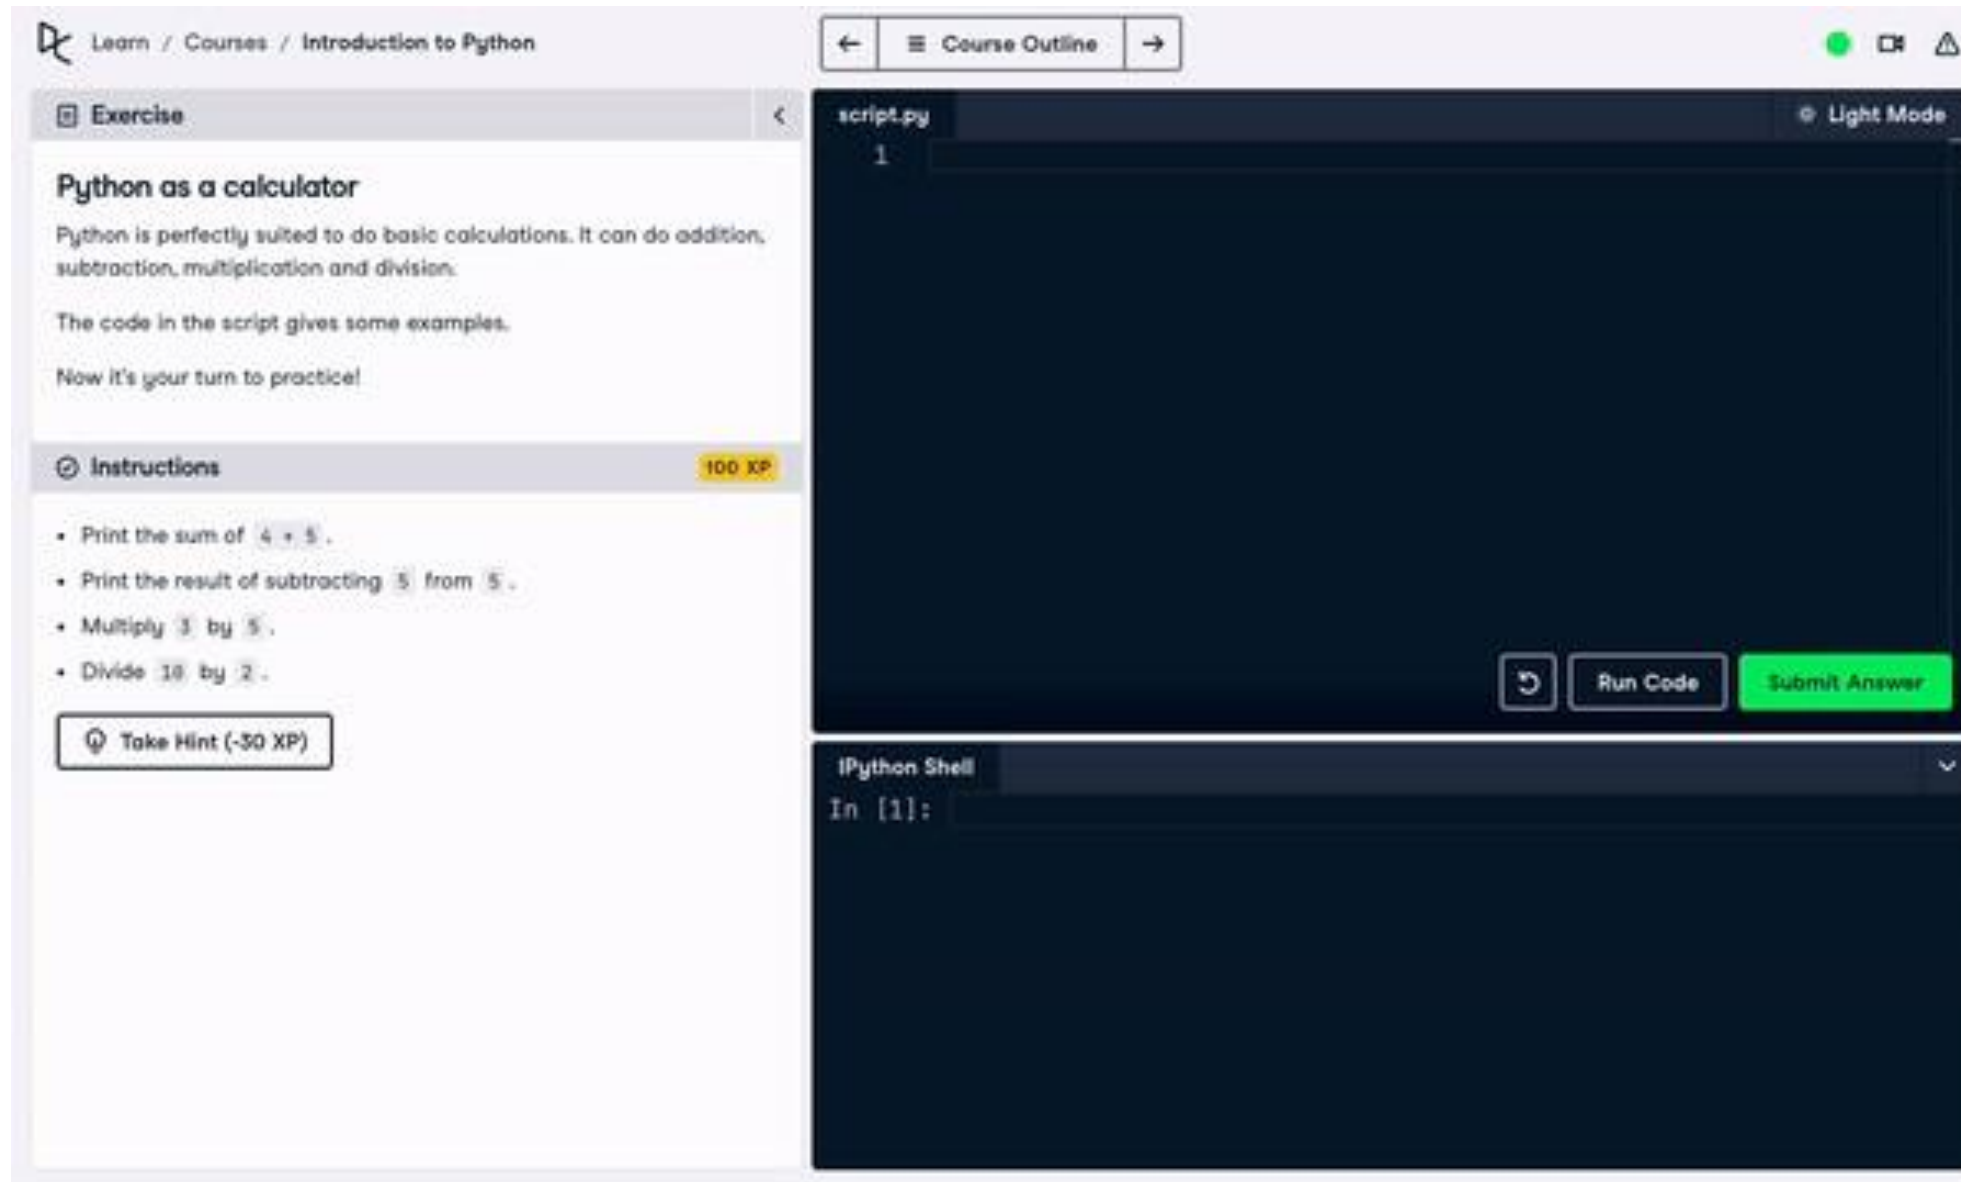 Learn / Courses / Introduction to Python
Course Outline
Exercise
Python as a calculator
Python is perfectly suited to do basic calculations. It can do addition,
subtraction, multiplication and division.
The code in the script gives some examples.
Now it's your turn to practice!
Instructions
100 XP
Print the sum of 4 + 5 .
Print the result of subtracting 5 from 5 .
Multiply 3 by 5 .
Divide 10 by 2 .
Take Hint (-30 XP)
script.py
Light Mode
1
Run Code
Submit Answer
IPython Shell
In [1]: